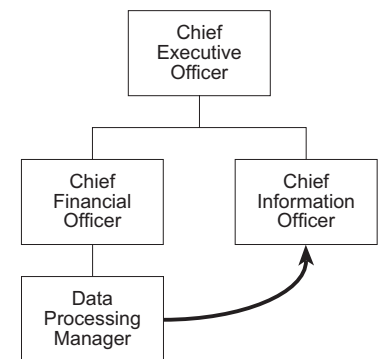 Chief
Executive
Officer
Chief
Financial
Officer
Chief
Information
Officer
Data
Processing
Manager